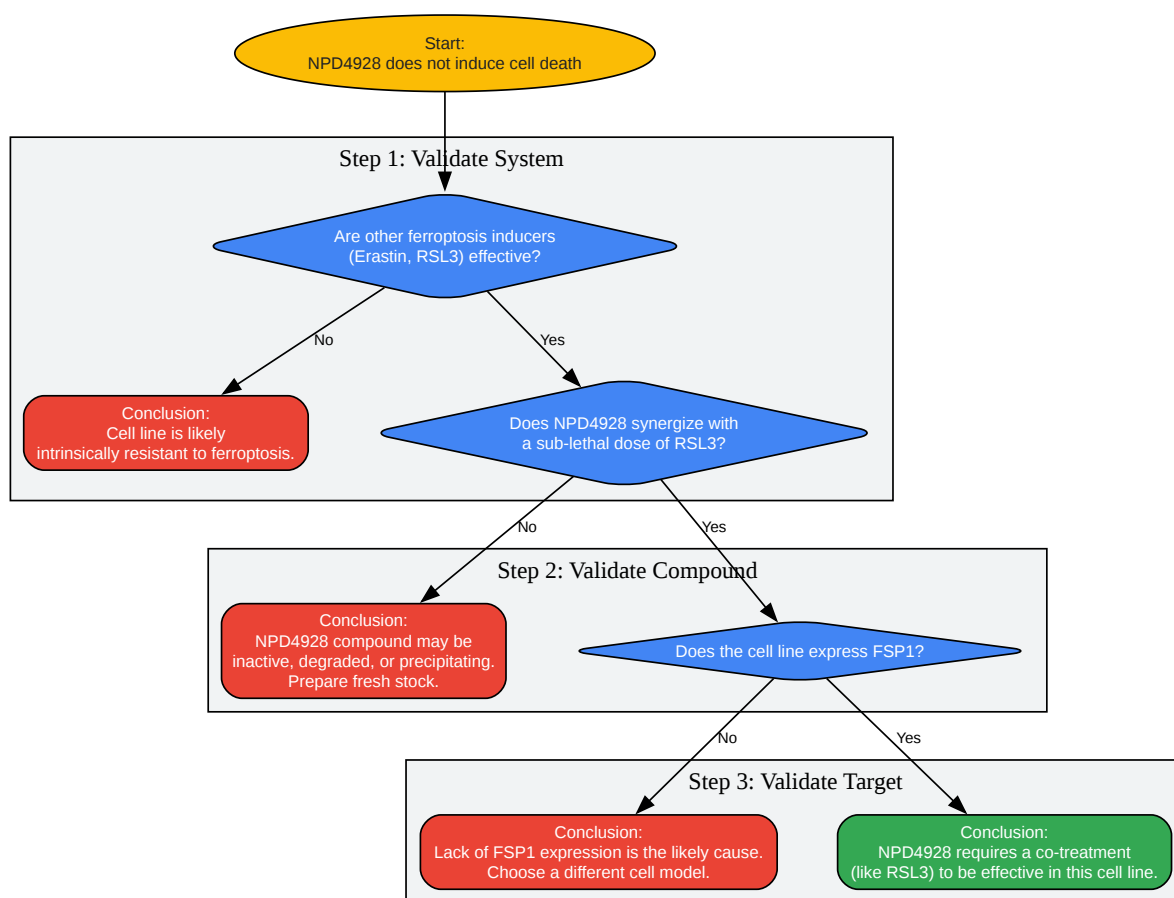 Start:
NPD4928 does not induce cell death
Step 1: Validate System
Are other ferroptosis inducers
(Erastin, RSL3) effective?
No
Yes
Conclusion:
Cell line is likely
intrinsically resistant to ferroptosis.
Does NPD4928 synergize with
a sub-lethal dose of RSL3?
No
Yes
Step 2: Validate Compound
Conclusion:
NPD4928 compound may be
inactive, degraded, or precipitating.
Prepare fresh stock.
Does the cell line express FSP1?
No
Yes
Step 3: Validate Target
Conclusion:
Lack of FSP1 expression is the likely cause.
Choose a different cell model.
Conclusion:
NPD4928 requires a co-treatment
(like RSL3) to be effective in this cell line.